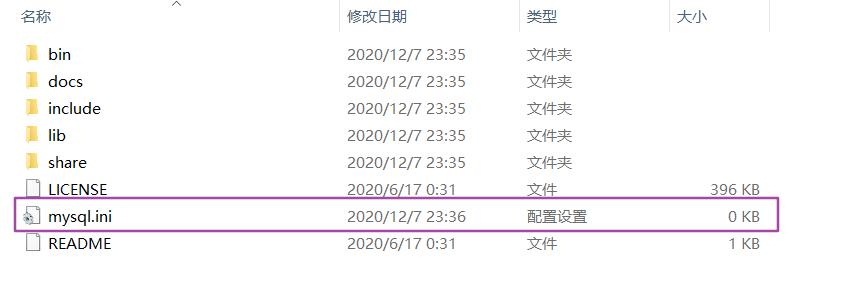 名称 修改日期 类型 大小
bin 2020/12/7 23:35 文件夹
docs 2020/12/7 23:35 文件夹
include 2020/12/7 23:35 文件夹
lib 2020/12/7 23:35 文件夹
share 2020/12/7 23:35 文件夹
LICENSE 2020/6/17 0:31 文件 396 KB
mysql.ini 2020/12/7 23:36 配置设置 0 KB
README 2020/6/17 0:31 文件 1 KB